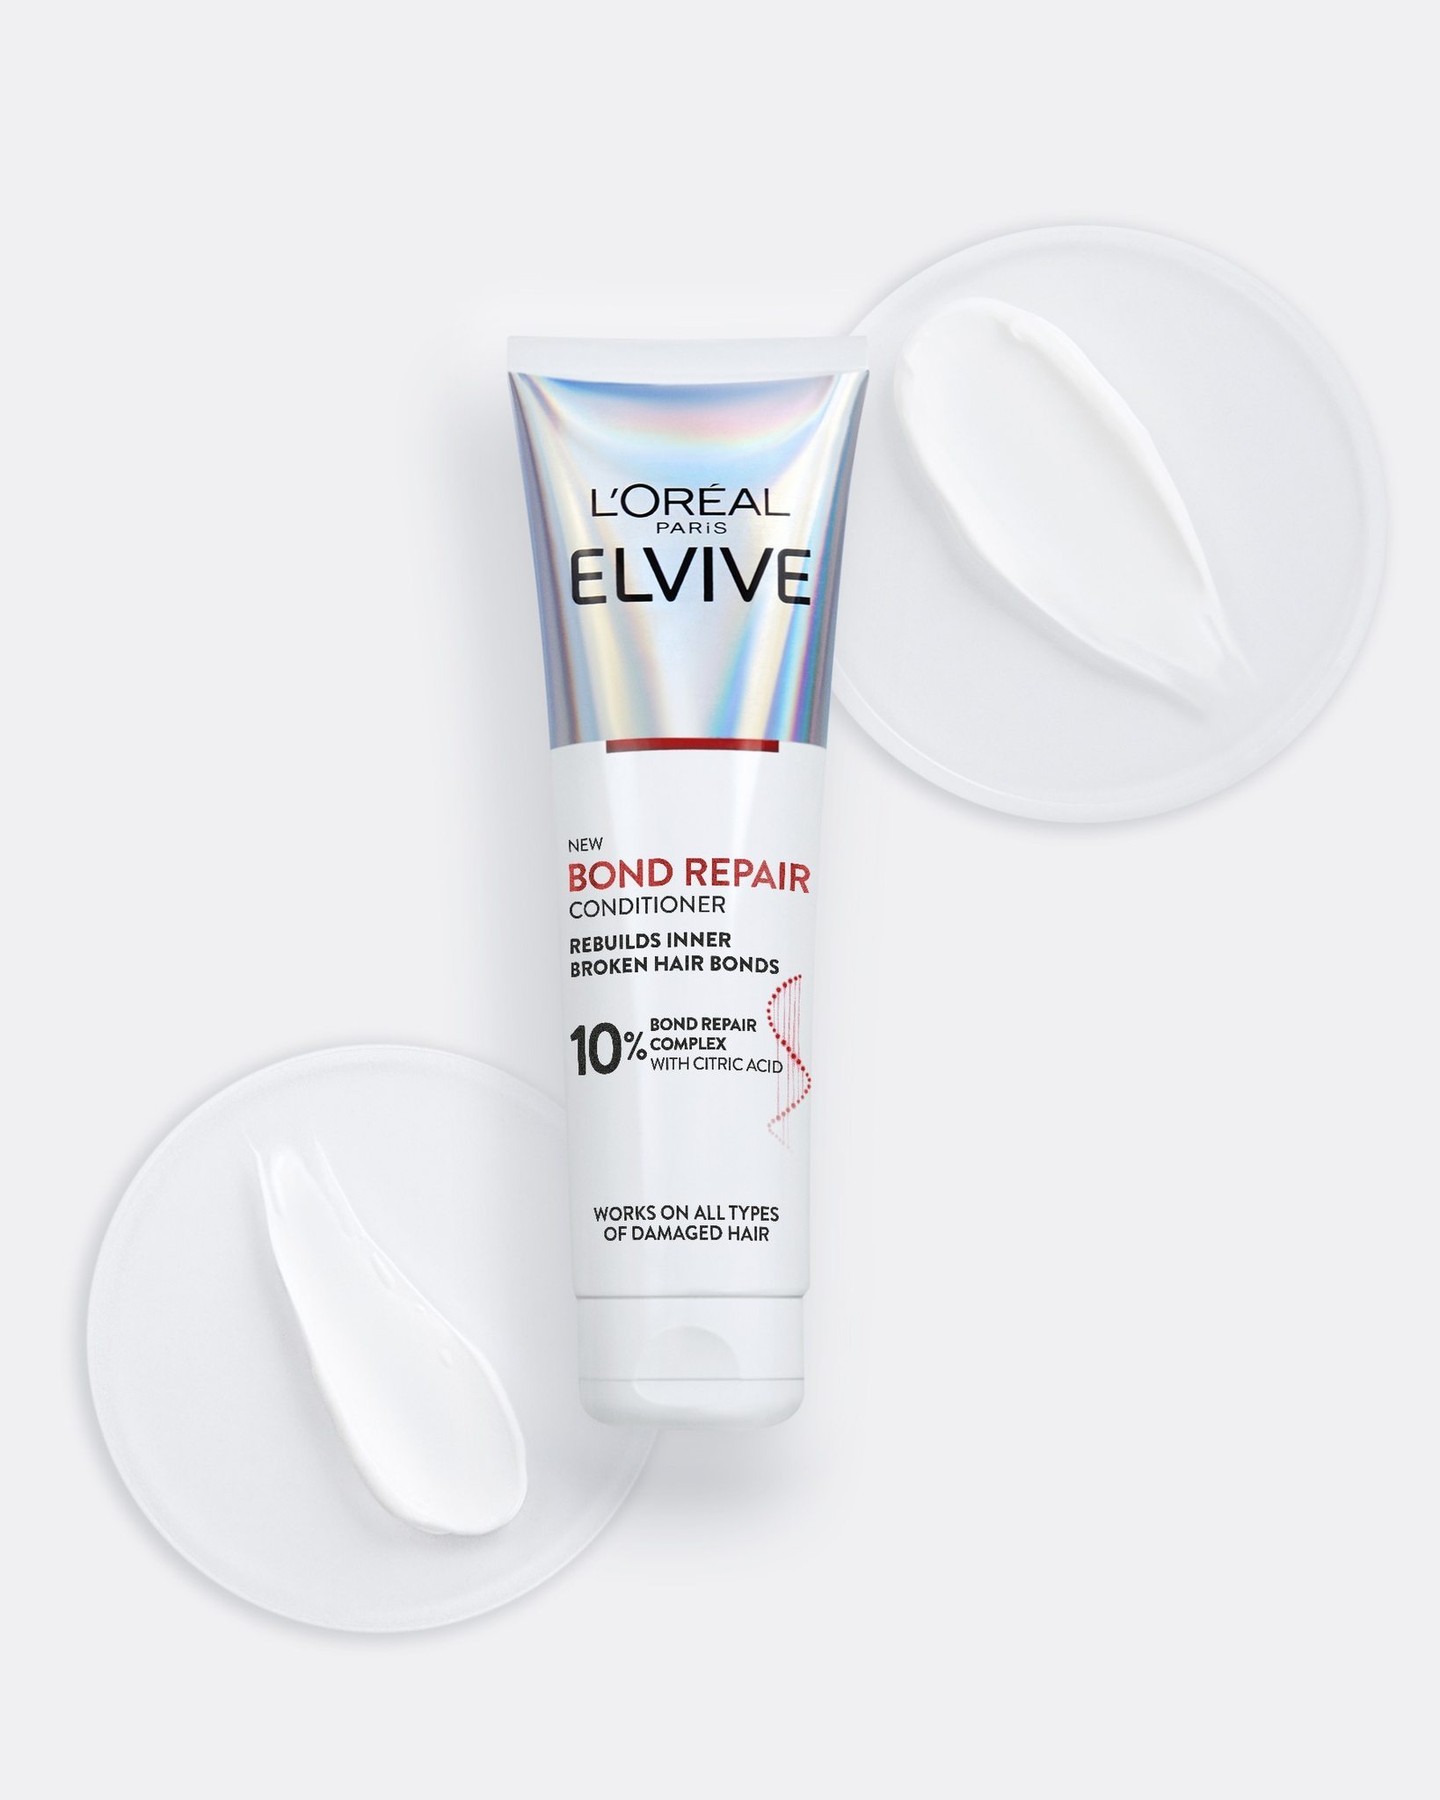 L'ORÉAL
PARiS
ELVIVE
NEW
BOND REPAIR
CONDITIONER
REBUILDS INNER
BROKEN HAIR BONDS
10% BOND REPAIR
COMPLEX
WITH CITRIC ACID
WORKS ON ALL TYPES
OF DAMAGED HAIR